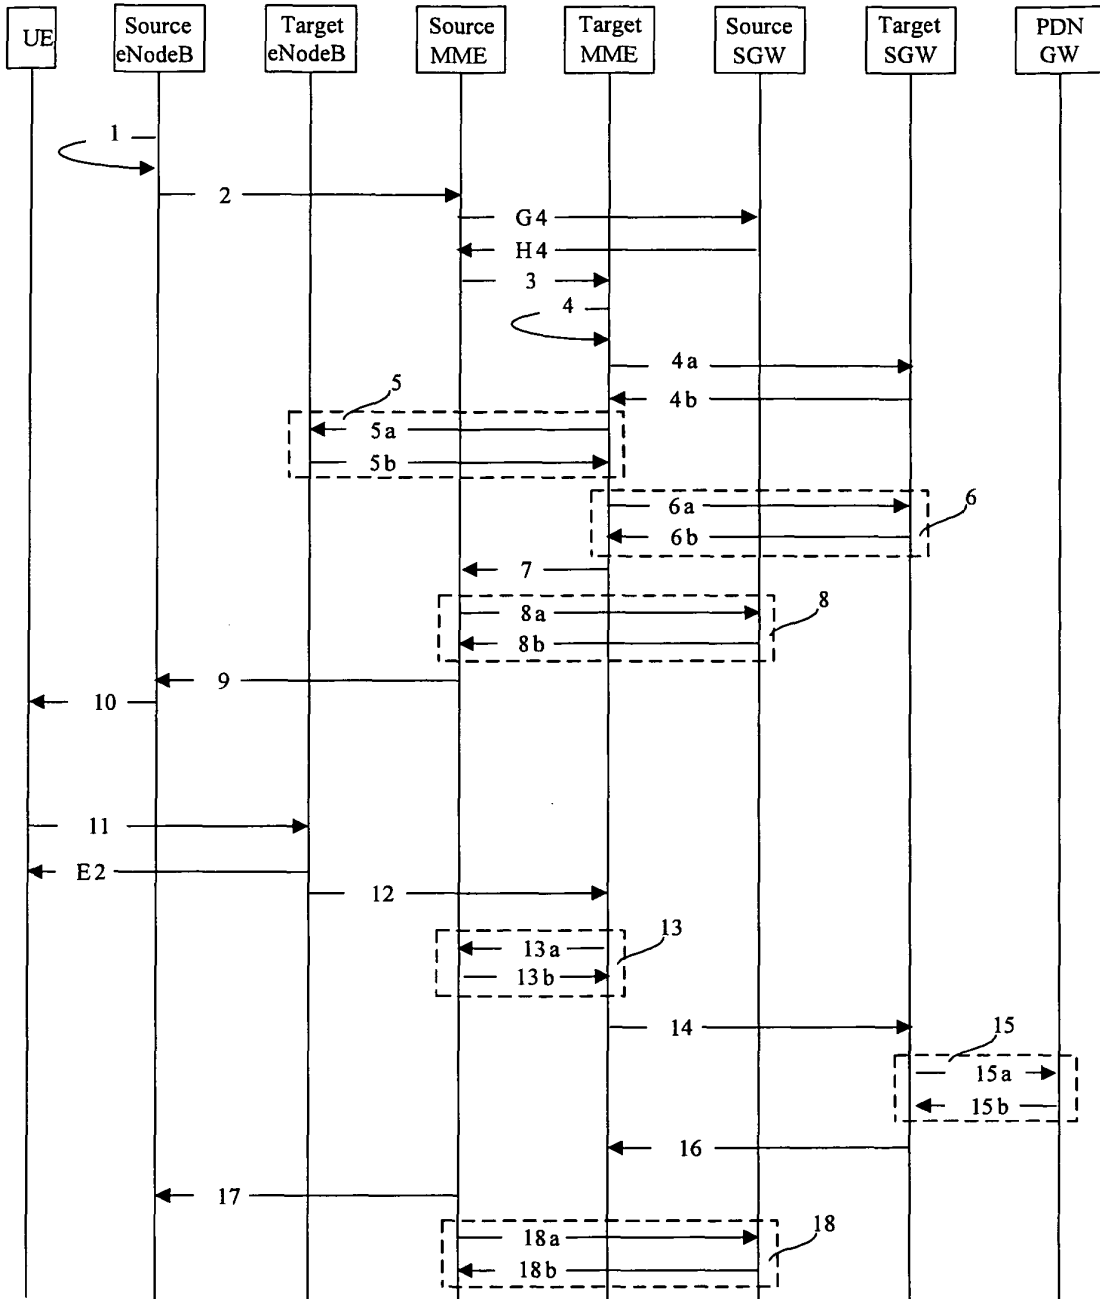 UE
Source
eNodeB
Target
eNodeB
Source
MME
Target
MME
Source
SGW
Target
SGW
PDN
GW
1
2
G4
H4
3
4
4a
4b
5
5a
5b
6a
6
6b
7
8
8a
8b
9
10
11
E2
12
13
13a
13b
14
15
15a
15b
16
17
18
18a
18b